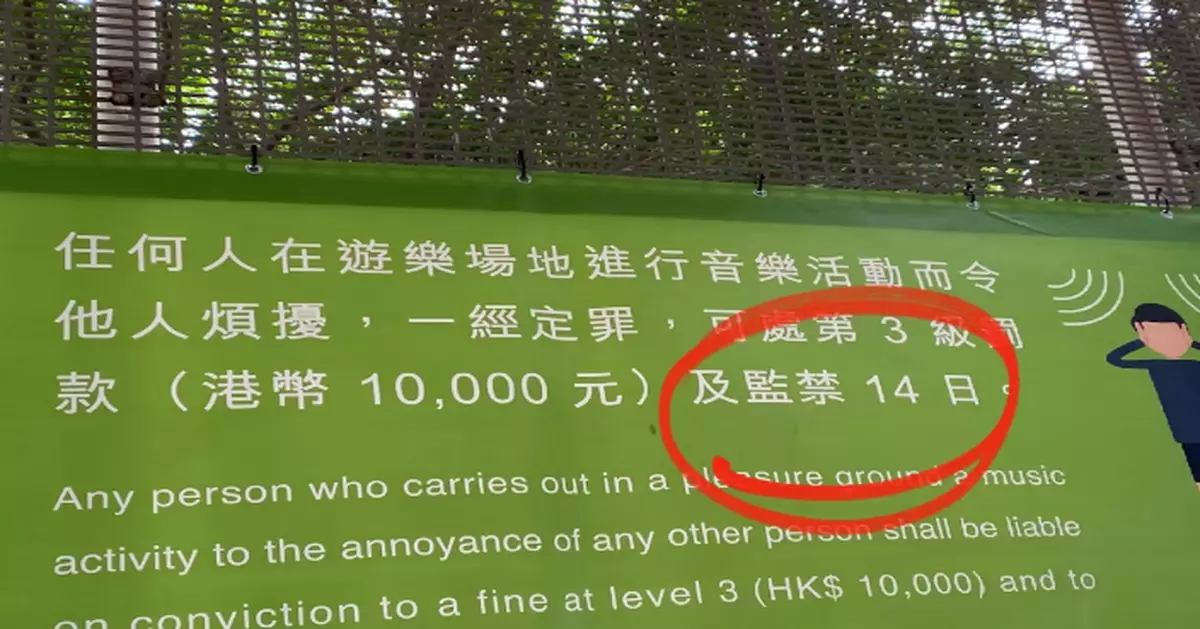 任何人在遊樂場地進行音樂活動而令
他人煩擾，一經定罪，可處第 3 級罰
款（港幣 10,000 元）及監禁 14 日。
Any person who carries out in a pleasure ground a music
activity to the annoyance of any other person shall be liable
on conviction to a fine at level 3 (HK$ 10,000) and to